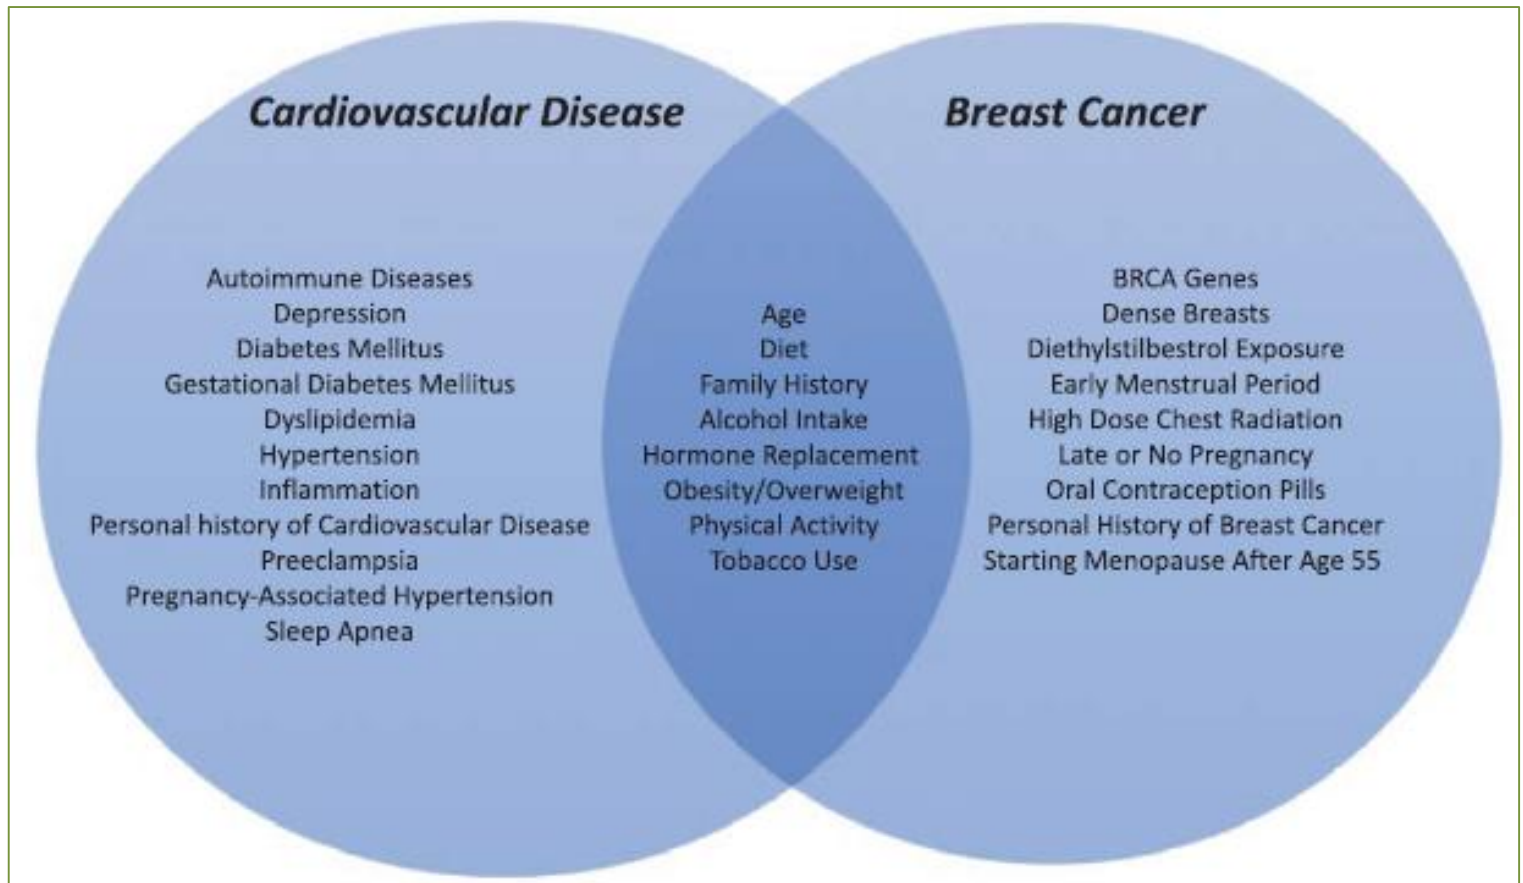 Cardiovascular Disease
Autoimmune Diseases
Depression
Diabetes Mellitus
Gestational Diabetes Mellitus
Dyslipidemia
Hypertension
Inflammation
Personal history of Cardiovascular Disease
Preeclampsia
Pregnancy-Associated Hypertension
Sleep Apnea
Age
Diet
Family History
Alcohol Intake
Hormone Replacement
Obesity/Overweight
Physical Activity
Tobacco Use
Breast Cancer
BRCA Genes
Dense Breasts
Diethylstilbestrol Exposure
Early Menstrual Period
High Dose Chest Radiation
Late or No Pregnancy
Oral Contraception Pills
Personal History of Breast Cancer
Starting Menopause After Age 55